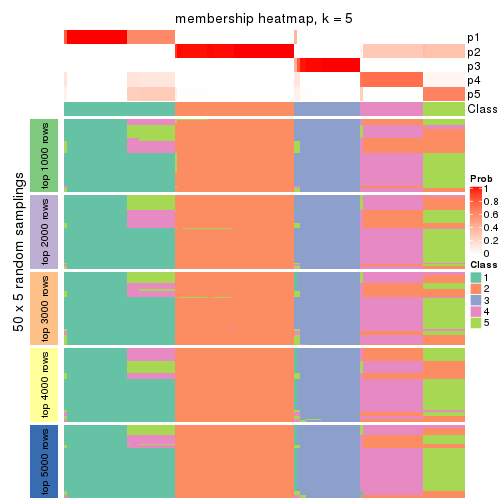 membership heatmap, k = 5
p1
p2
p3
p4
p5
Class
50 x 5 random samplings
top 1000 rows
top 2000 rows
top 3000 rows
top 4000 rows
top 5000 rows
Prob
1
0.8
0.6
0.4
0.2
0
Class
1
2
3
4
5